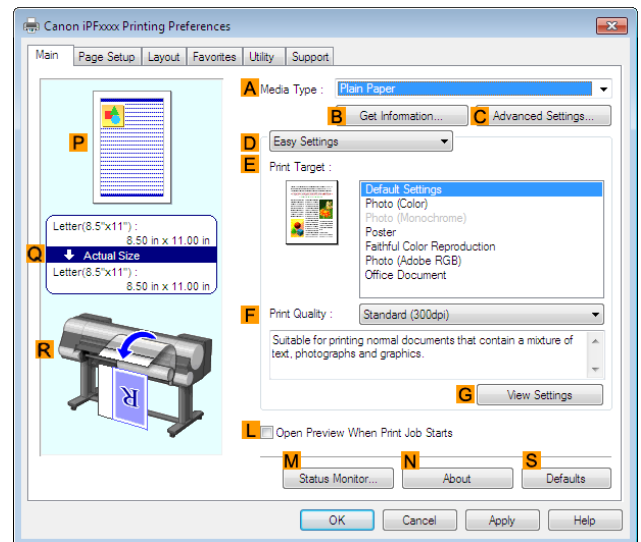 Canon iPFxxxx Printing Preferences
Main Page Setup Layout Favorites Utility Support
A Media Type : Plain Paper
B Get Information... C Advanced Settings...
P
D Easy Settings
E Print Target :
Default Settings
Photo (Color)
Photo (Monochrome)
Poster
Faithful Color Reproduction
Photo (Adobe RGB)
Office Document
Letter(8.5"x11") :
8.50 in x 11.00 in
Q Actual Size
Letter(8.5"x11") :
8.50 in x 11.00 in
F Print Quality : Standard (300dpi)
Suitable for printing normal documents that contain a mixture of
text, photographs and graphics.
R
R
G View Settings
L Open Preview When Print Job Starts
M Status Monitor... N About S Defaults
OK Cancel Apply Help